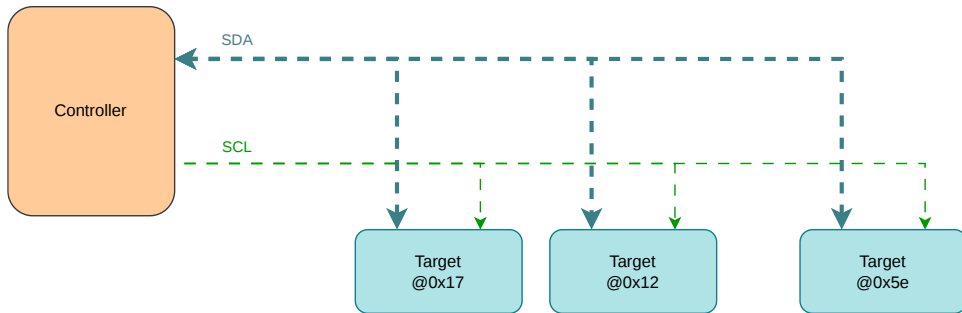 SDA
Controller
SCL
Target
@0x17
Target
@0x12
Target
@0x5e